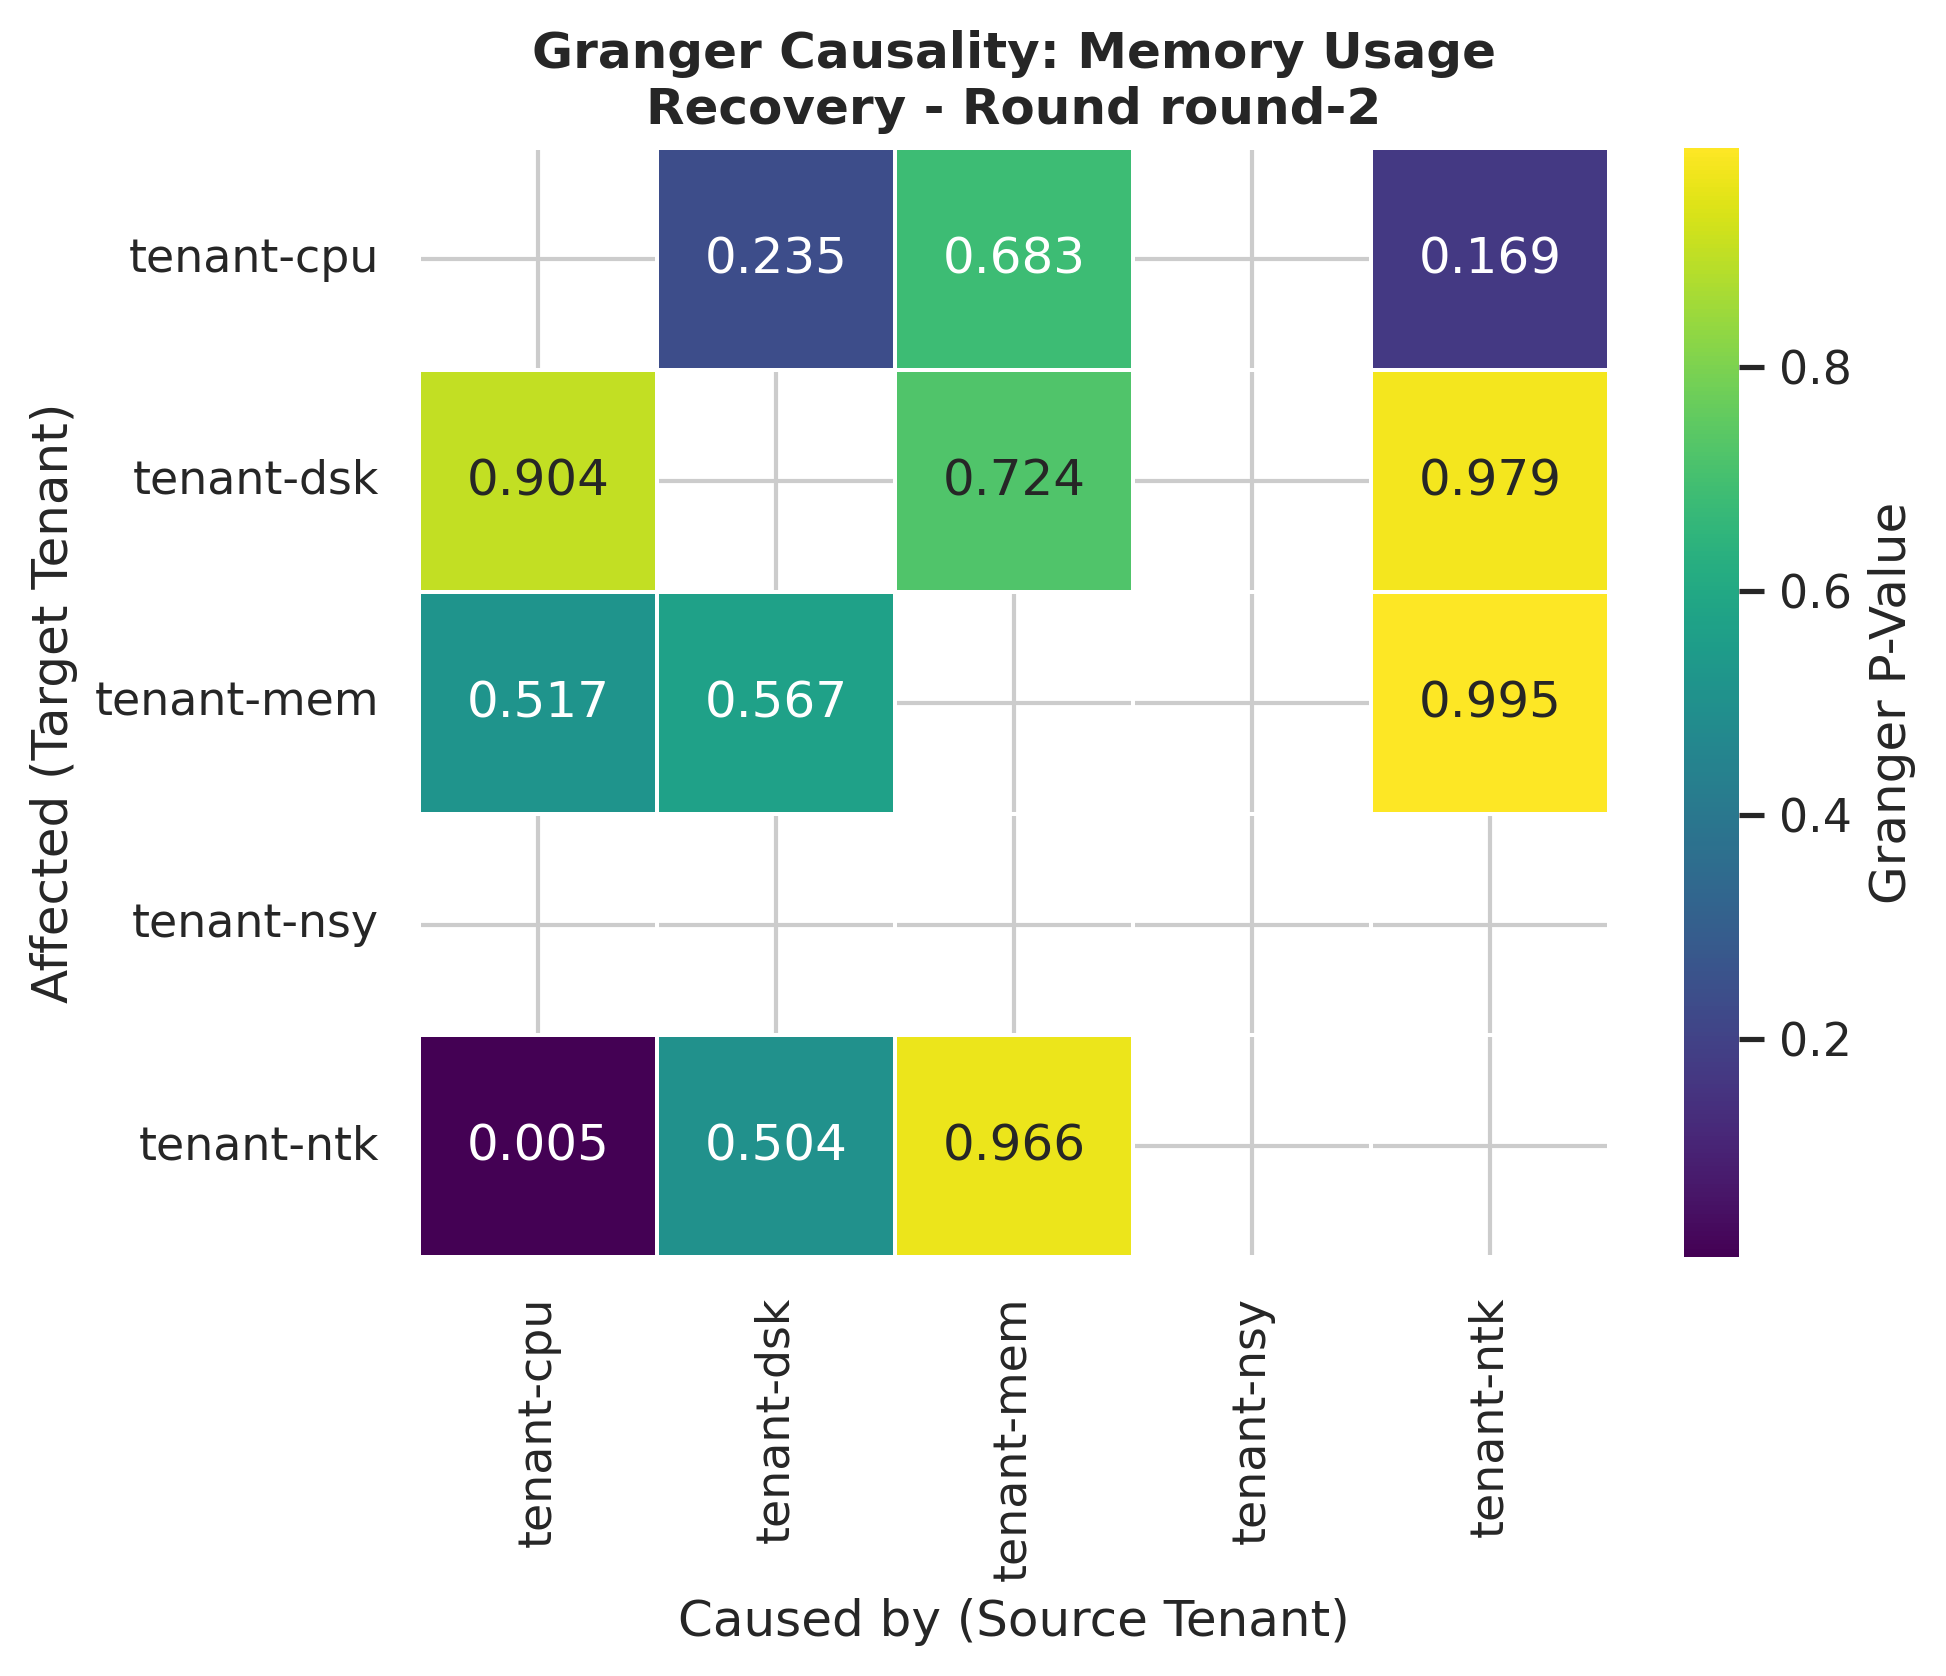 Granger Causality: Memory Usage
Recovery - Round round-2
Affected (Target Tenant)
tenant-cpu
0.235
0.683
0.169
tenant-dsk
0.904
0.724
0.979
tenant-mem
0.517
0.567
0.995
tenant-nsy
tenant-ntk
0.005
0.504
0.966
tenant-cpu
tenant-dsk
tenant-mem
tenant-nsy
tenant-ntk
Caused by (Source Tenant)
0.8
0.6
0.4
0.2
Granger P-Value